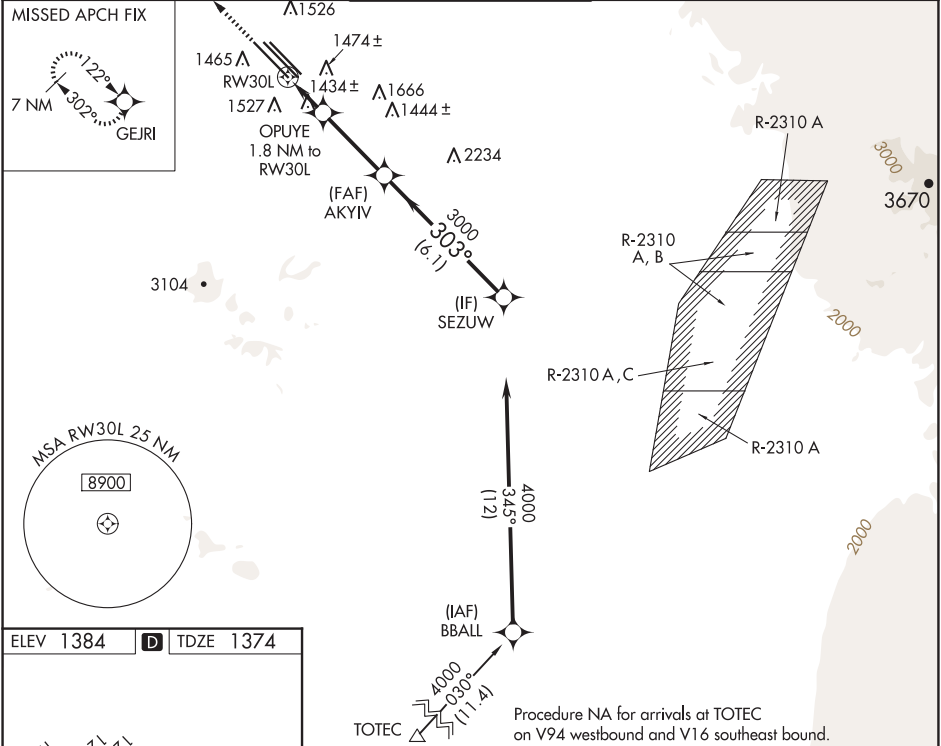 MISSED APCH FIX
122°
302°
7 NM
GEJRI
1526
1474±
1465
RW30L
1434±
1666
1527
1444±
OPUYE
1.8 NM to
RW30L
2234
(FAF)
AKYIV
3000
303°
(6.1)
(IF)
SEZUW
3104
R-2310 A
3000
3670
R-2310
A, B
2000
R-2310 A, C
R-2310 A
2000
MSA RW30L 25 NM
8900
4000
345°
(12)
(IAF)
BBALL
4000
030°
(11.4)
TOTEC
Procedure NA for arrivals at TOTEC
on V94 westbound and V16 southeast bound.
ELEV 1384 D TDZE 1374